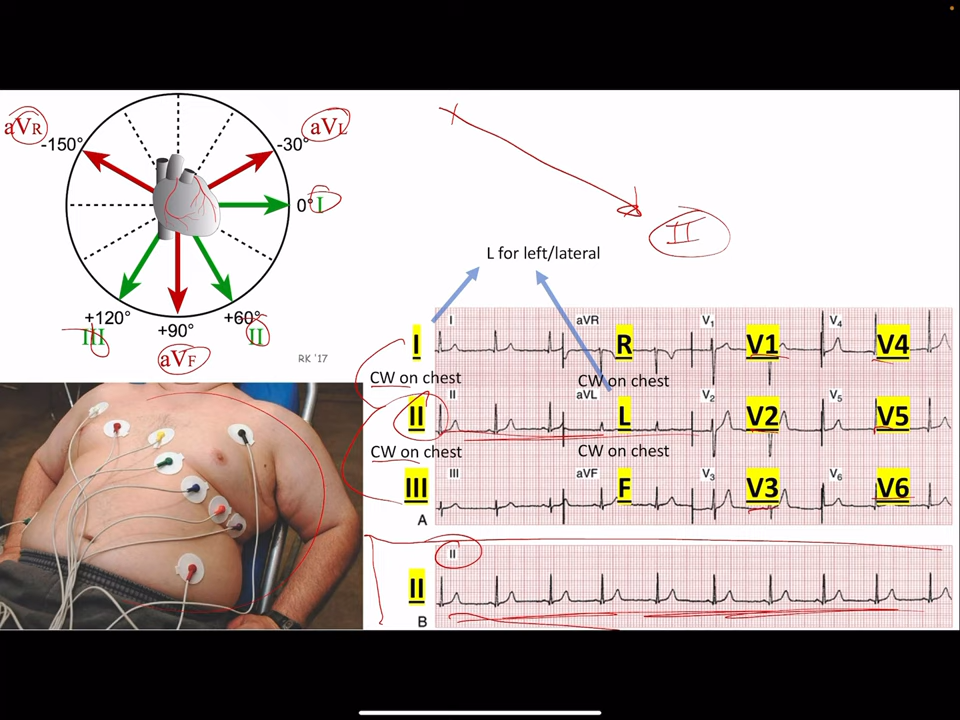 aVR
aVL
-150°
-30°
0° I
+120°
+60°
III
+90°
II
aVF
RK '17
II
L for left/lateral
I
I
aVR
R
V1
V1
V4
V4
CW on chest
CW on chest
II
II
aVL
L
V2
V2
V5
V5
CW on chest
CW on chest
III
III
aVF
F
V3
V3
V6
V6
A
II
II
B